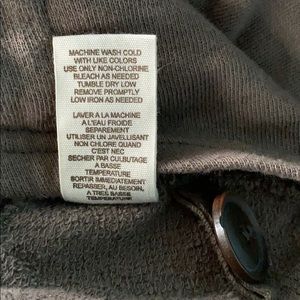 MACHINE WASH COLD
WITH LIKE COLORS
USE ONLY NON-CHLORINE
BLEACH AS NEEDED
TUMBLE DRY LOW
REMOVE PROMPTLY
LOW IRON AS NEEDED
LAVER A LA MACHINE
A L'EAU FROIDE
SEPAREMENT
UTILISER UN JAVELLISANT
NON CHLORE QUAND
C'EST NEC
SECHER PAR CULBUTAGE
A BASSE
TEMPERATURE
SORTIR IMMEDIATEMENT
REPASSER, AU BESOIN,
A TRES BASSE
TEMPERATURE